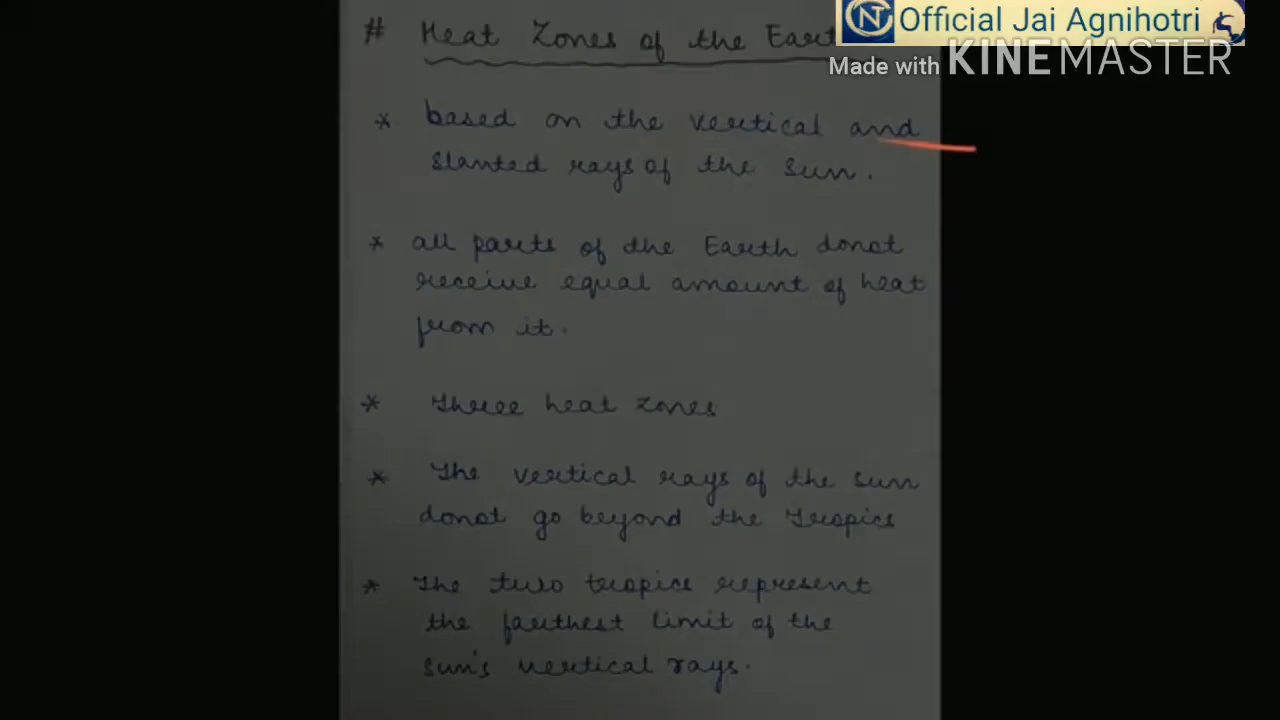 # Heat Zones of the Eart
Official Jai Agnihotri
Made with KINEMASTER
* based on the vertical and
slanted rays of the sun.
* all parts of the Earth donot
receive equal amount of heat
from it.
* Three heat zones
* The vertical rays of the sun
donot go beyond the Tropics
* The two tropics represent
the farthest limit of the
sun's vertical rays.